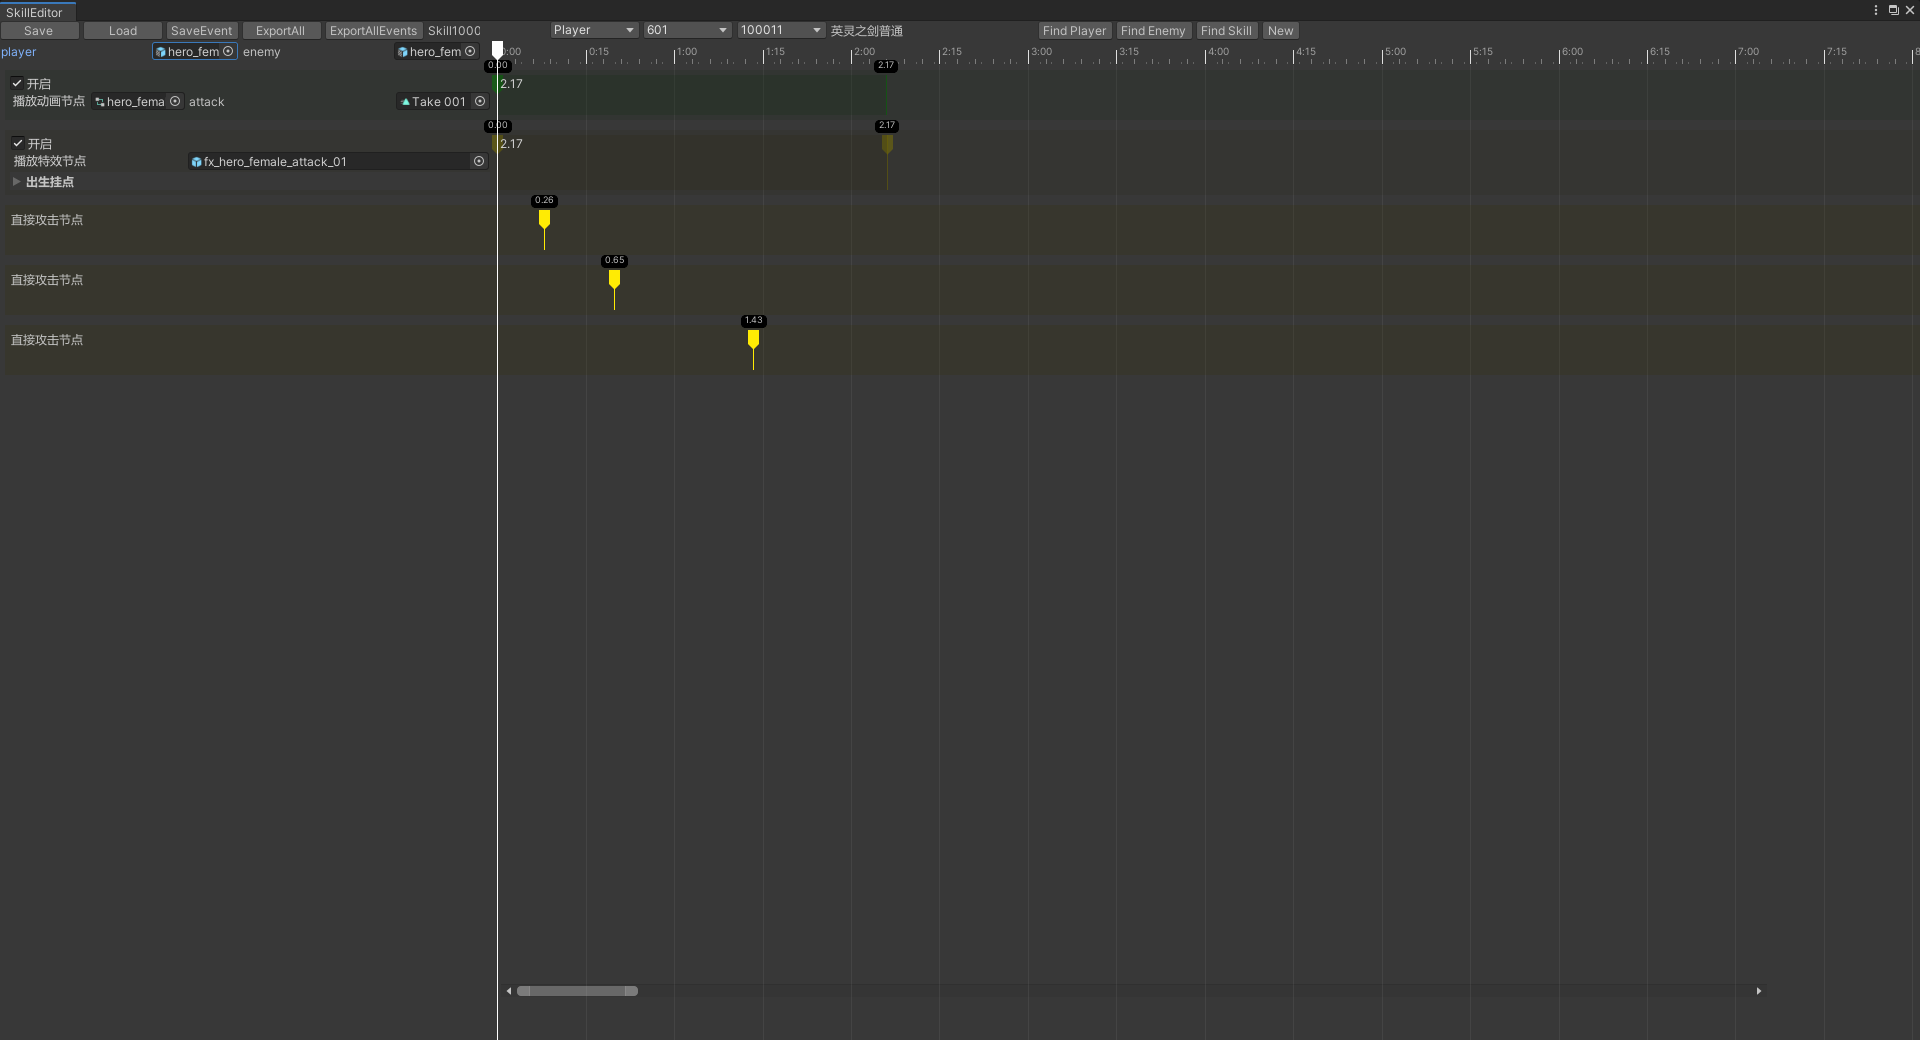 SkillEditor
Save Load SaveEvent ExportAll ExportAllEvents Skill1000 Player 601 100011 英灵之剑普通 Find Player Find Enemy Find Skill New
player hero_fem enemy hero_fem 0:00 0:15 1:00 1:15 2:00 2:15 3:00 3:15 4:00 4:15 5:00 5:15 6:00 6:15 7:00 7:15 8
0.00 2.17
开启 2.17
播放动画节点 hero_fema attack Take 001
0.00 2.17
开启 2.17
播放特效节点 fx_hero_female_attack_01
出生挂点
0.26
直接攻击节点
0.65
直接攻击节点
1.43
直接攻击节点